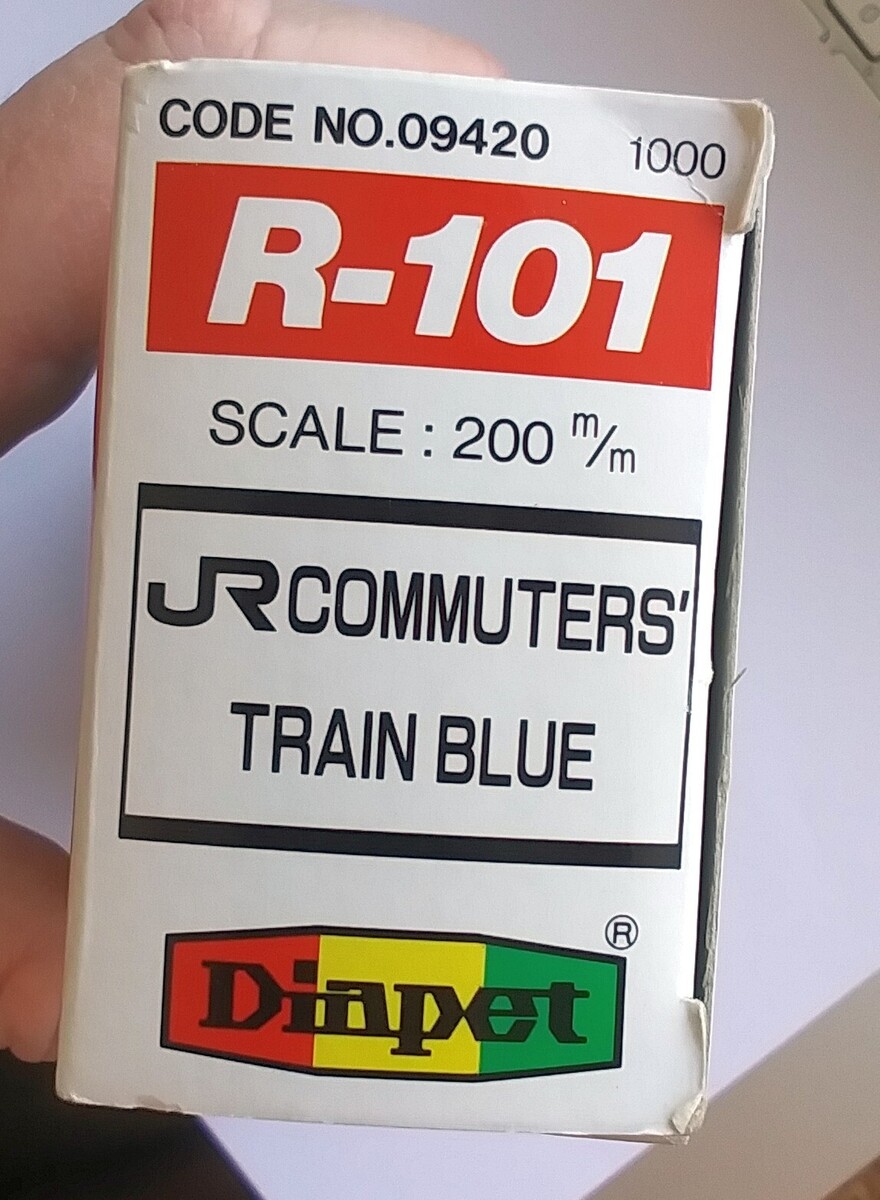 CODE NO.09420 1000
R-101
SCALE : 200 m/m
JR COMMUTERS'
TRAIN BLUE
®
Diapet